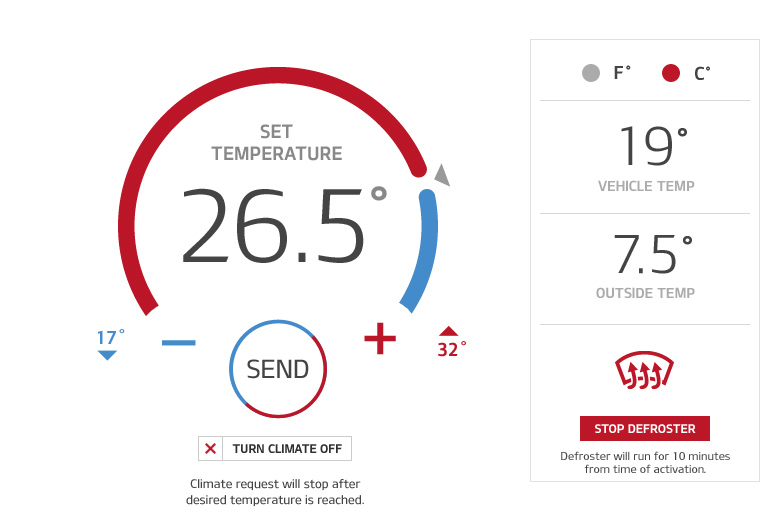 SET
TEMPERATURE
26.5°
17°
32°
SEND
TURN CLIMATE OFF
Climate request will stop after
desired temperature is reached.
F°
C°
19°
VEHICLE TEMP
7.5°
OUTSIDE TEMP
STOP DEFROSTER
Defroster will run for 10 minutes
from time of activation.